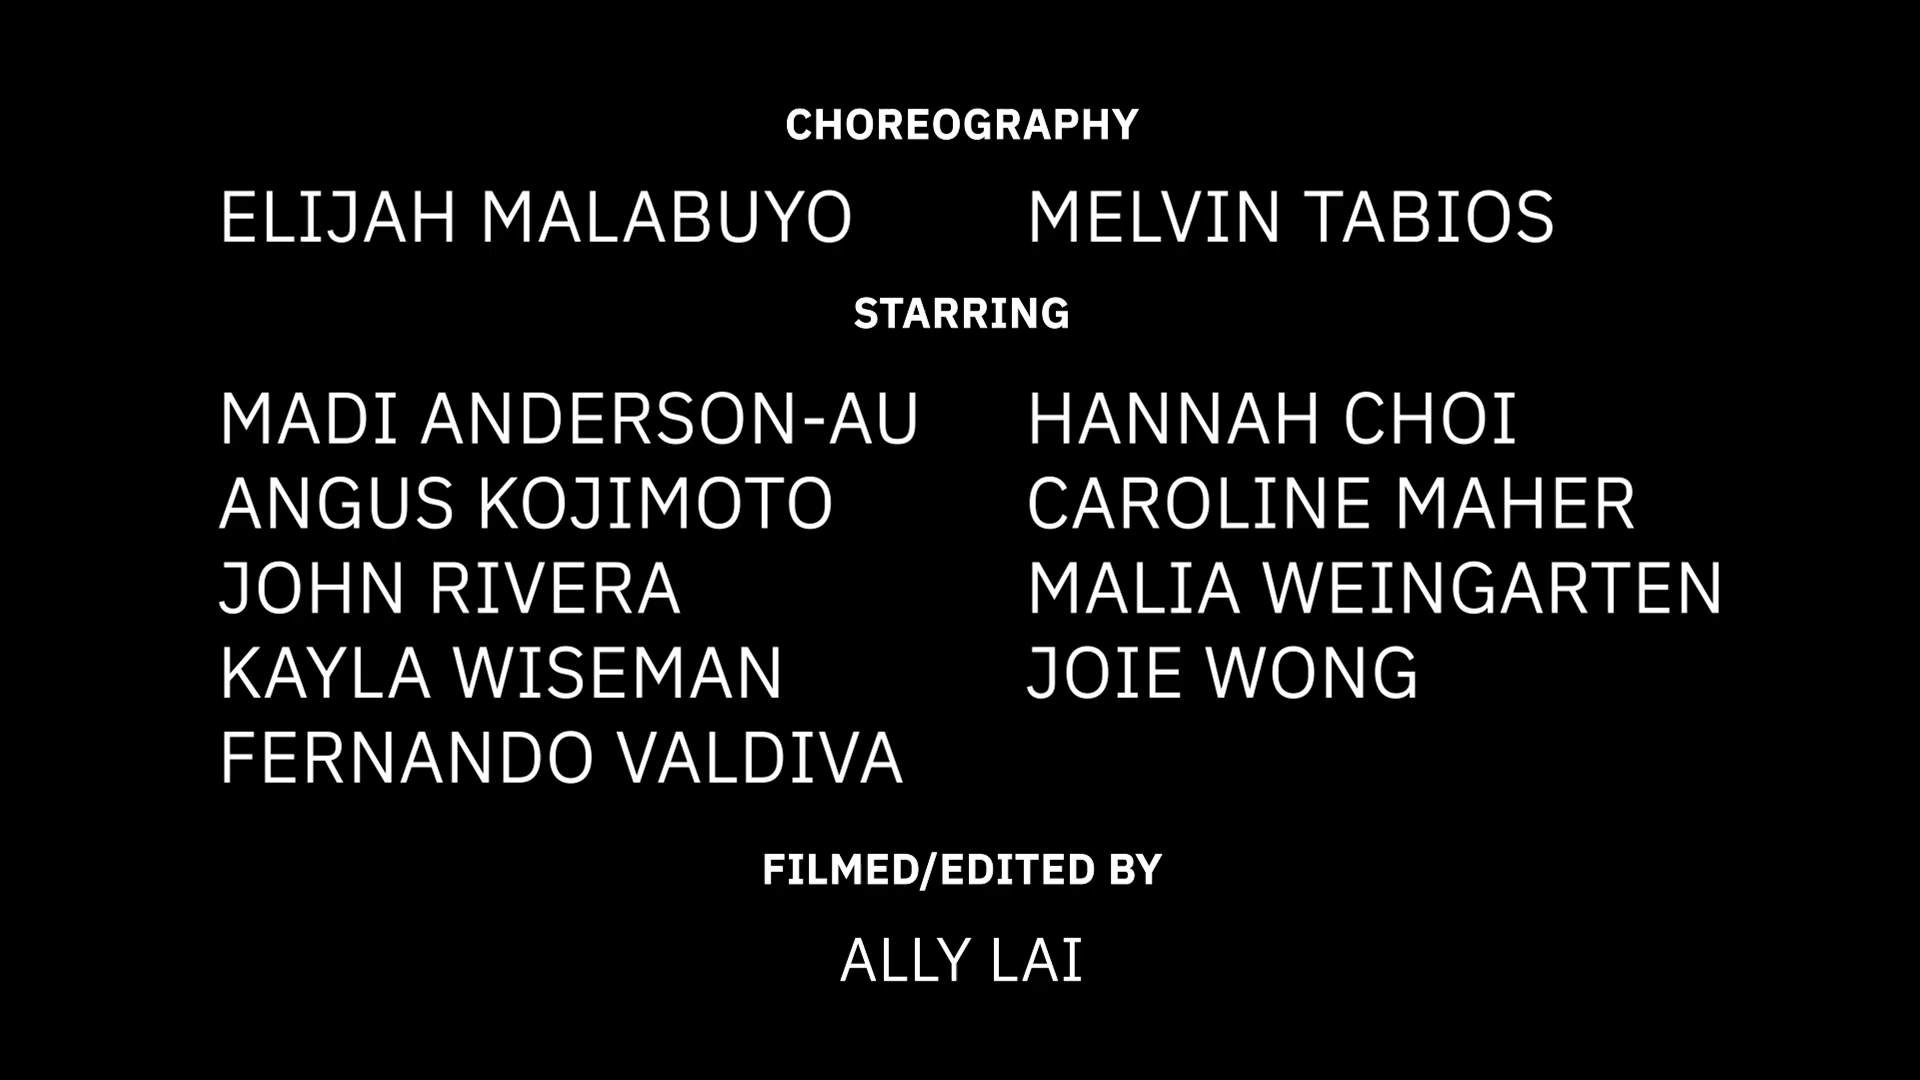 CHOREOGRAPHY
ELIJAH MALABUYO MELVIN TABIOS
STARRING
MADI ANDERSON-AU HANNAH CHOI
ANGUS KOJIMOTO CAROLINE MAHER
JOHN RIVERA MALIA WEINGARTEN
KAYLA WISEMAN JOIE WONG
FERNANDO VALDIVA
FILMED/EDITED BY
ALLY LAI